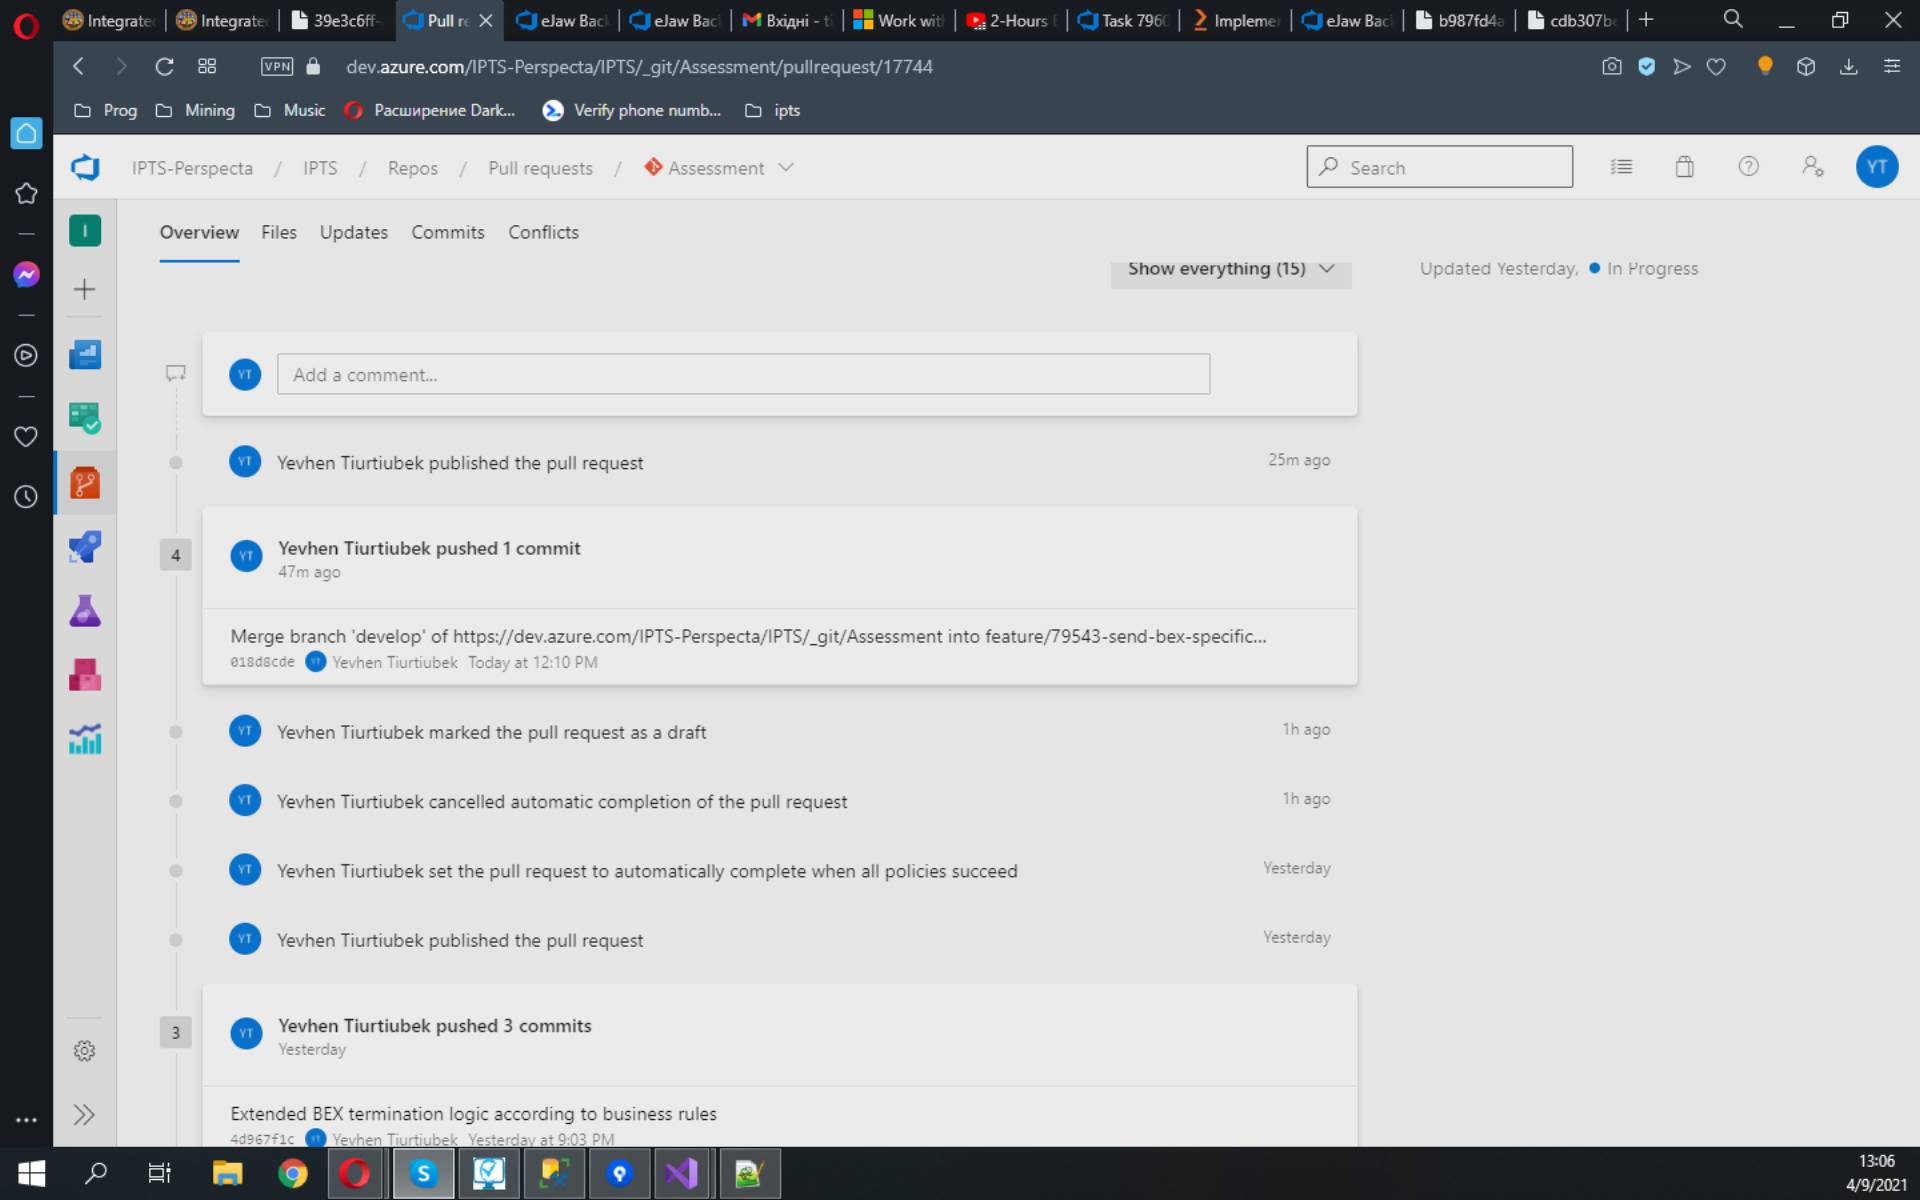 Integrate
Integrate
39e3c6ff-
Pull re
eJaw Bac
eJaw Bac
Вхідні - t
Work wit
2-Hours
Task 7960
Implemen
eJaw Bac
b987fd4a
cdb307b
VPN
dev.azure.com/IPTS-Perspecta/IPTS/_git/Assessment/pullrequest/17744
Prog
Mining
Music
Расширение Dark...
Verify phone numb...
ipts
IPTS-Perspecta / IPTS / Repos / Pull requests / Assessment
Search
YT
I
Overview
Files
Updates
Commits
Conflicts
Show everything (15)
Updated Yesterday,
In Progress
YT
Add a comment...
YT
Yevhen Tiurtiubek published the pull request
25m ago
4
YT
Yevhen Tiurtiubek pushed 1 commit
47m ago
Merge branch 'develop' of https://dev.azure.com/IPTS-Perspecta/IPTS/_git/Assessment into feature/79543-send-bex-specific...
018d8cde YT Yevhen Tiurtiubek Today at 12:10 PM
YT
Yevhen Tiurtiubek marked the pull request as a draft
1h ago
YT
Yevhen Tiurtiubek cancelled automatic completion of the pull request
1h ago
YT
Yevhen Tiurtiubek set the pull request to automatically complete when all policies succeed
Yesterday
YT
Yevhen Tiurtiubek published the pull request
Yesterday
3
YT
Yevhen Tiurtiubek pushed 3 commits
Yesterday
Extended BEX termination logic according to business rules
4d967f1c YT Yevhen Tiurtiubek Yesterday at 9:03 PM
13:06
4/9/2021